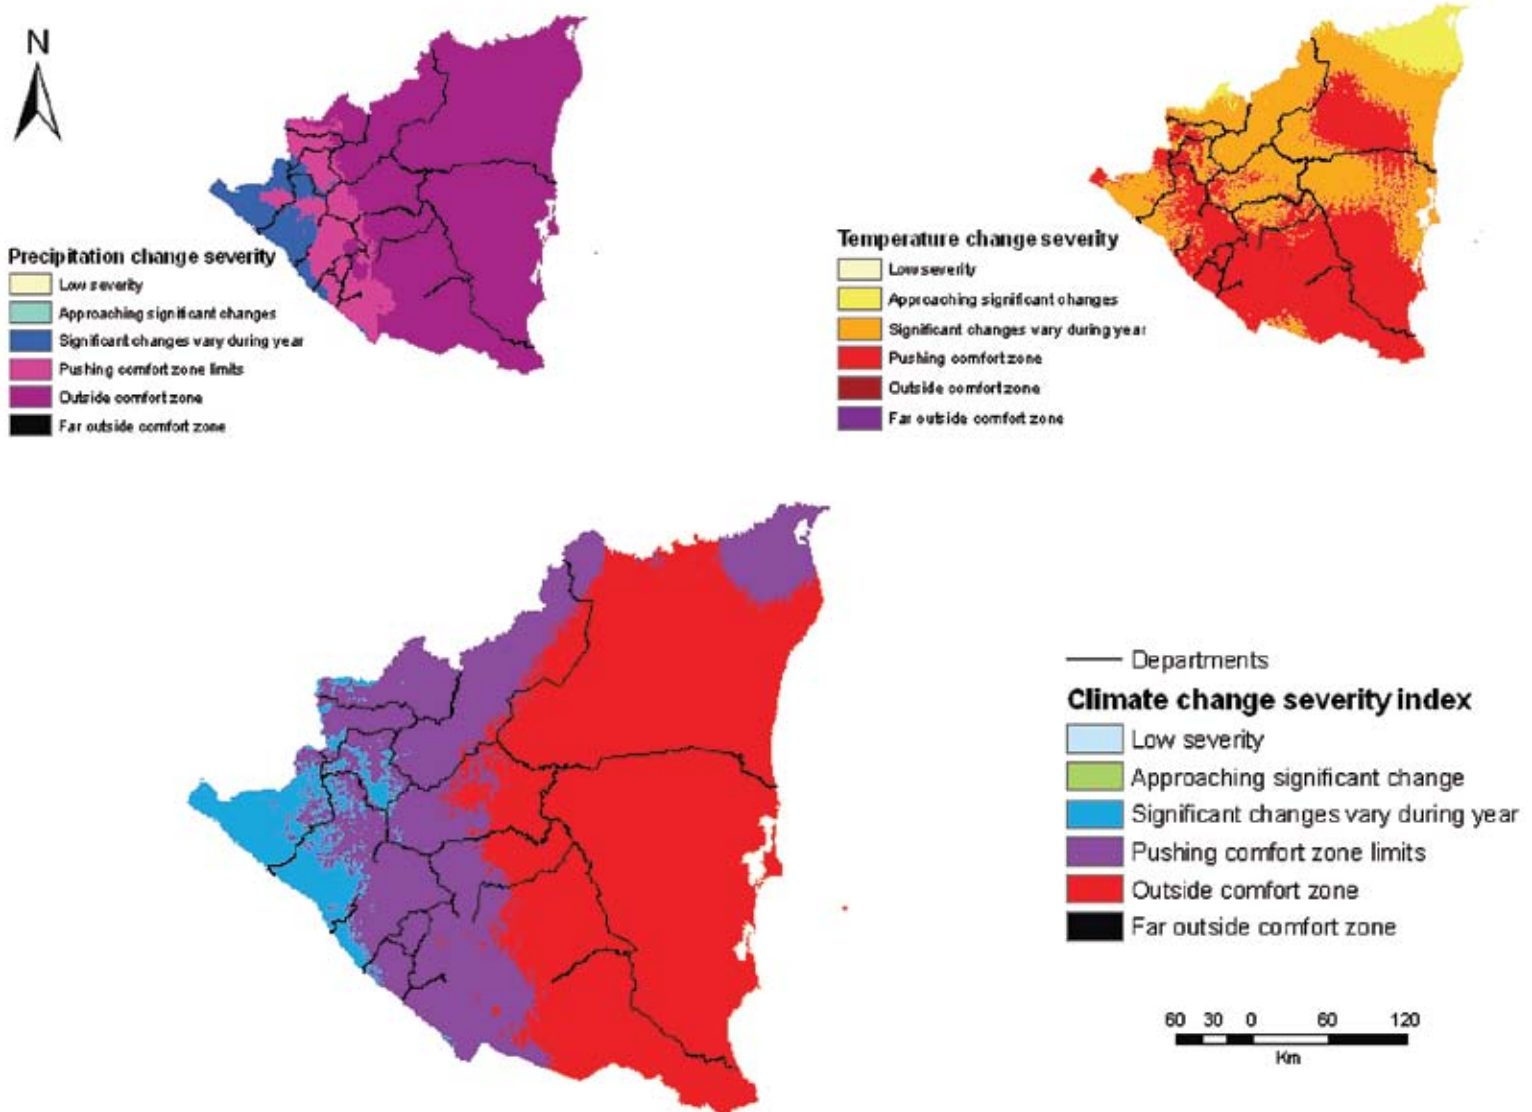 N
Precipitation change severity
Low severity
Approaching significant changes
Significant changes vary during year
Pushing comfort zone limits
Outside comfort zone
Far outside comfort zone
Temperature change severity
Low severity
Approaching significant changes
Significant changes vary during year
Pushing comfort zone
Outside comfort zone
Far outside comfort zone
Departments
Climate change severity index
Low severity
Approaching significant change
Significant changes vary during year
Pushing comfort zone limits
Outside comfort zone
Far outside comfort zone
60 30 0 60 120
Km